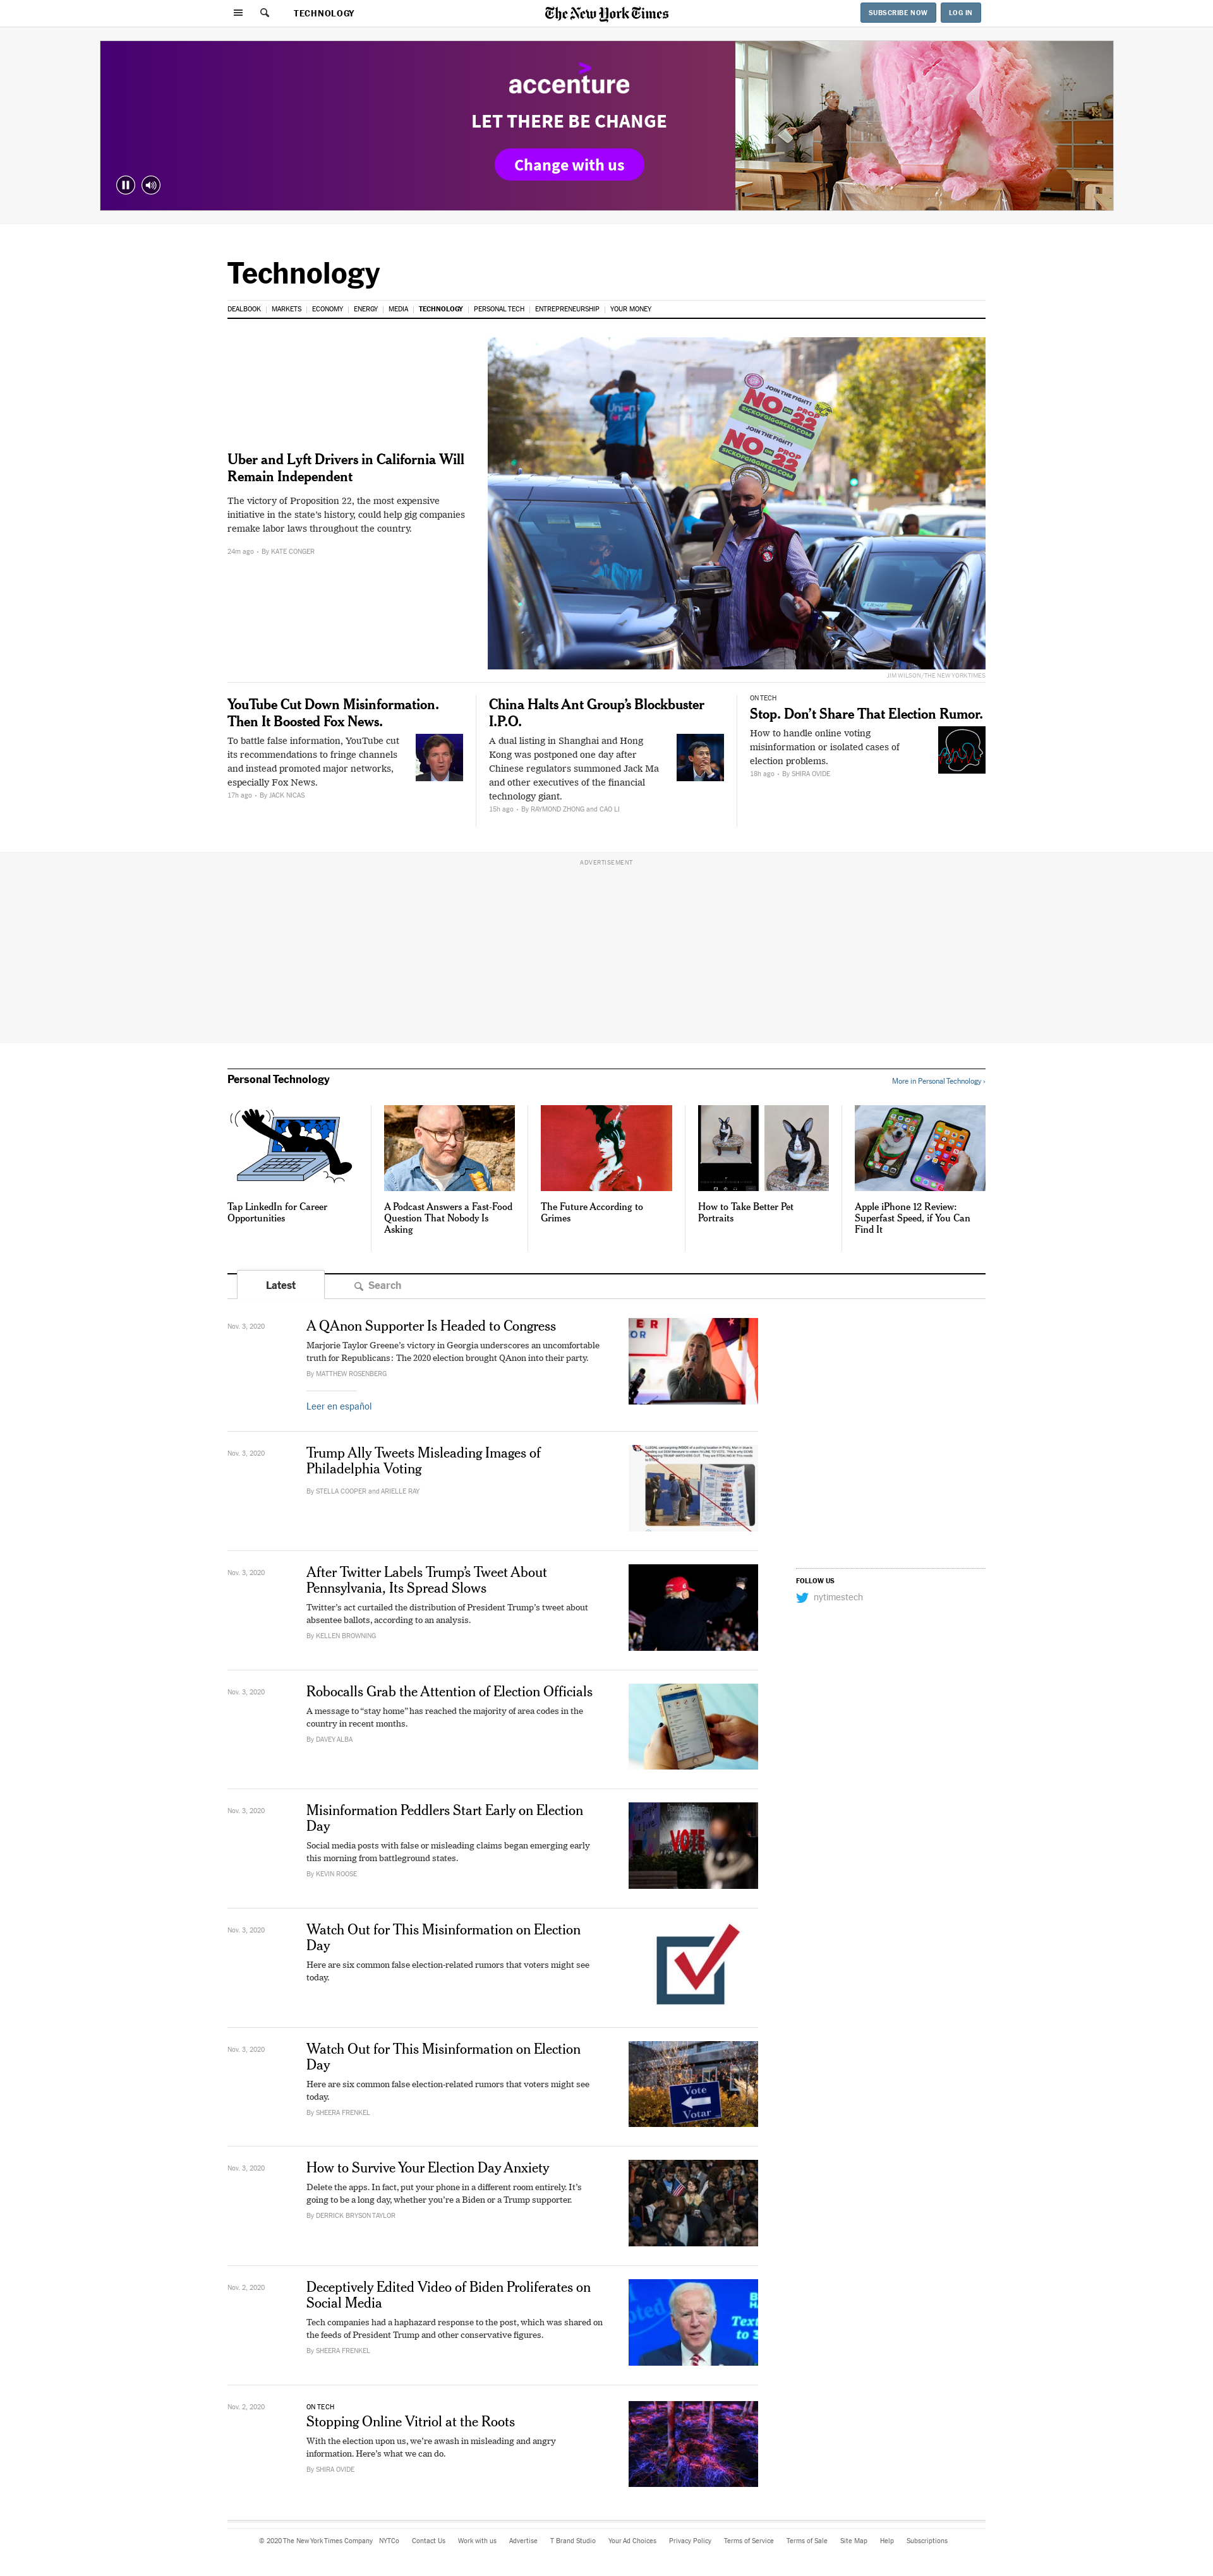 TECHNOLOGY
The New York Times
SUBSCRIBE NOW
LOG IN
accenture
LET THERE BE CHANGE
Change with us
Technology
DEALBOOK | MARKETS | ECONOMY | ENERGY | MEDIA | TECHNOLOGY | PERSONAL TECH | ENTREPRENEURSHIP | YOUR MONEY
Uber and Lyft Drivers in California Will
Remain Independent
The victory of Proposition 22, the most expensive
initiative in the state's history, could help gig companies
remake labor laws throughout the country.
24m ago • By KATE CONGER
Unions
for All
JOIN THE FIGHT!
NO ON PROP 22
SICKOFGIGGREED.COM
JOIN THE FIGHT!
NO ON PROP 22
SICKOFGIGGREED.COM
JIM WILSON/THE NEW YORK TIMES
YouTube Cut Down Misinformation.
Then It Boosted Fox News.
To battle false information, YouTube cut
its recommendations to fringe channels
and instead promoted major networks,
especially Fox News.
17h ago • By JACK NICAS
China Halts Ant Group's Blockbuster
I.P.O.
A dual listing in Shanghai and Hong
Kong was postponed one day after
Chinese regulators summoned Jack Ma
and other executives of the financial
technology giant.
15h ago • By RAYMOND ZHONG and CAO LI
ON TECH
Stop. Don't Share That Election Rumor.
How to handle online voting
misinformation or isolated cases of
election problems.
18h ago • By SHIRA OVIDE
ADVERTISEMENT
Personal Technology
More in Personal Technology ›
Tap LinkedIn for Career
Opportunities
A Podcast Answers a Fast-Food
Question That Nobody Is
Asking
The Future According to
Grimes
How to Take Better Pet
Portraits
Apple iPhone 12 Review:
Superfast Speed, if You Can
Find It
Latest
Search
Nov. 3, 2020
A QAnon Supporter Is Headed to Congress
Marjorie Taylor Greene's victory in Georgia underscores an uncomfortable
truth for Republicans: The 2020 election brought QAnon into their party.
By MATTHEW ROSENBERG
Leer en español
Nov. 3, 2020
Trump Ally Tweets Misleading Images of
Philadelphia Voting
By STELLA COOPER and ARIELLE RAY
Nov. 3, 2020
After Twitter Labels Trump's Tweet About
Pennsylvania, Its Spread Slows
Twitter's act curtailed the distribution of President Trump's tweet about
absentee ballots, according to an analysis.
By KELLEN BROWNING
FOLLOW US
nytimestech
Nov. 3, 2020
Robocalls Grab the Attention of Election Officials
A message to "stay home" has reached the majority of area codes in the
country in recent months.
By DAVEY ALBA
Nov. 3, 2020
Misinformation Peddlers Start Early on Election
Day
Social media posts with false or misleading claims began emerging early
this morning from battleground states.
By KEVIN ROOSE
VOTE
Nov. 3, 2020
Watch Out for This Misinformation on Election
Day
Here are six common false election-related rumors that voters might see
today.
Nov. 3, 2020
Watch Out for This Misinformation on Election
Day
Here are six common false election-related rumors that voters might see
today.
By SHEERA FRENKEL
Vote
Votar
Nov. 3, 2020
How to Survive Your Election Day Anxiety
Delete the apps. In fact, put your phone in a different room entirely. It's
going to be a long day, whether you're a Biden or a Trump supporter.
By DERRICK BRYSON TAYLOR
Nov. 2, 2020
Deceptively Edited Video of Biden Proliferates on
Social Media
Tech companies had a haphazard response to the post, which was shared on
the feeds of President Trump and other conservative figures.
By SHEERA FRENKEL
Text
to 3
Nov. 2, 2020
ON TECH
Stopping Online Vitriol at the Roots
With the election upon us, we're awash in misleading and angry
information. Here's what we can do.
By SHIRA OVIDE
© 2020 The New York Times Company NYTCo Contact Us Work with us Advertise T Brand Studio Your Ad Choices Privacy Policy Terms of Service Terms of Sale Site Map Help Subscriptions